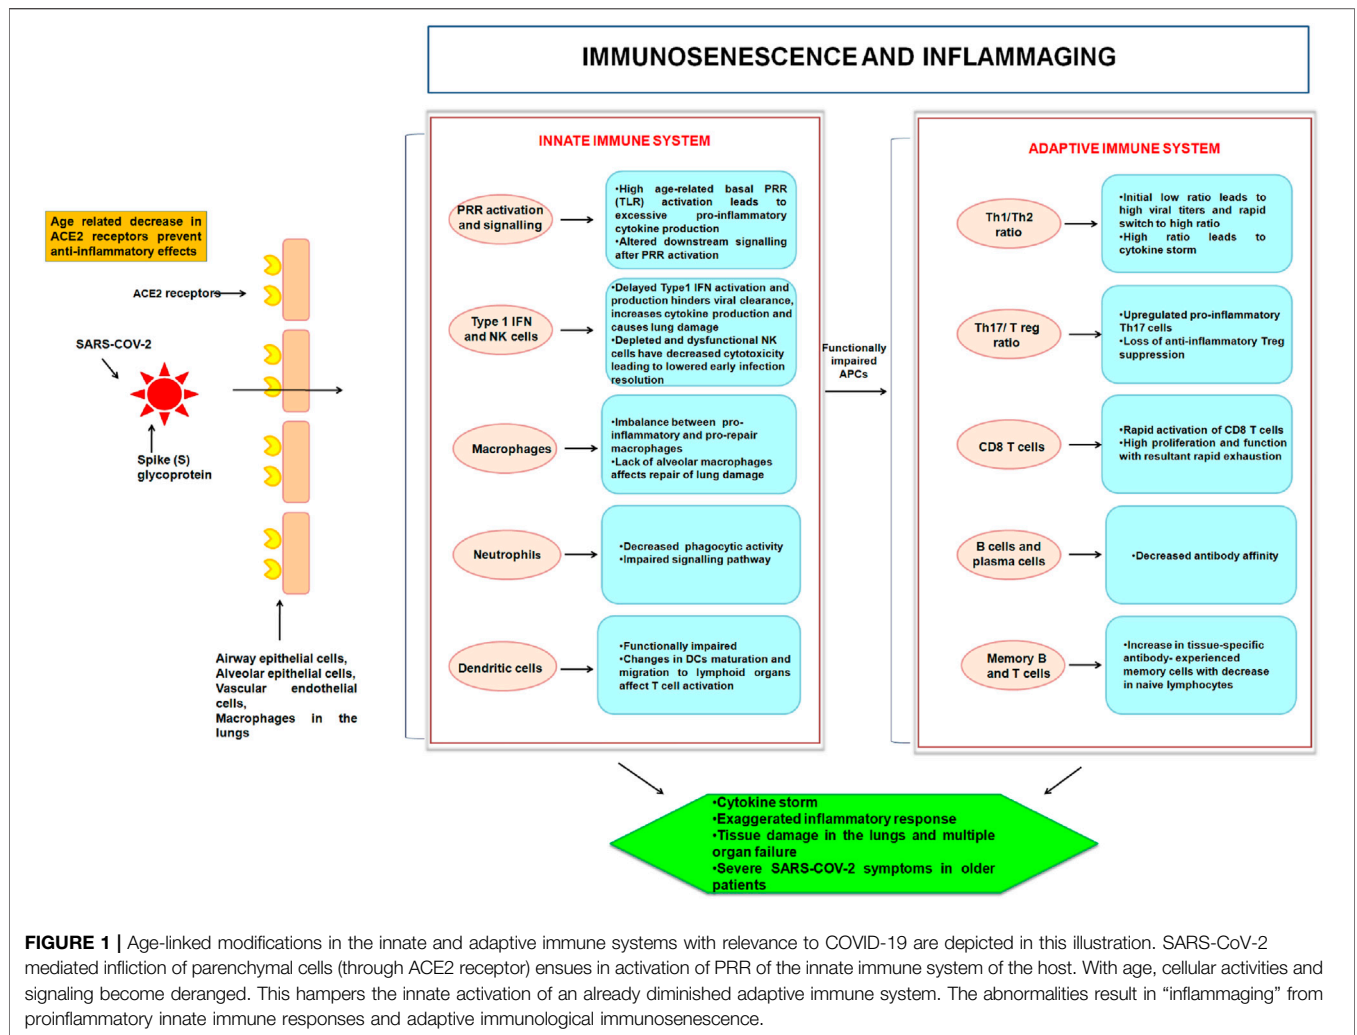 IMMUNOSENESCENCE AND INFLAMMAGING
Age related decrease in
ACE2 receptors prevent
anti-inflammatory effects
ACE2 receptors
SARS-COV-2
Spike (S)
glycoprotein
Airway epithelial cells,
Alveolar epithelial cells,
Vascular endothelial
cells,
Macrophages in the
lungs
INNATE IMMUNE SYSTEM
PRR activation
and signalling
•High age-related basal PRR
(TLR) activation leads to
excessive pro-inflammatory
cytokine production
•Altered downstream signalling
after PRR activation
Type 1 IFN
and NK cells
•Delayed Type1 IFN activation and
production hinders viral clearance,
increases cytokine production and
causes lung damage
•Depleted and dysfunctional NK
cells have decreased cytotoxicity
leading to lowered early infection
resolution
Macrophages
•Imbalance between pro-
inflammatory and pro-repair
macrophages
•Lack of alveolar macrophages
affects repair of lung damage
Neutrophils
•Decreased phagocytic activity
•Impaired signalling pathway
Dendritic cells
•Functionally impaired
•Changes in DCs maturation and
migration to lymphoid organs
affect T cell activation
Functionally
impaired
APCs
ADAPTIVE IMMUNE SYSTEM
Th1/Th2
ratio
•Initial low ratio leads to
high viral titers and rapid
switch to high ratio
•High ratio leads to
cytokine storm
Th17/ T reg
ratio
•Upregulated pro-inflammatory
Th17 cells
•Loss of anti-inflammatory Treg
suppression
CD8 T cells
•Rapid activation of CD8 T cells
•High proliferation and function
with resultant rapid exhaustion
B cells and
plasma cells
•Decreased antibody affinity
Memory B
and T cells
•Increase in tissue-specific
antibody- experienced
memory cells with decrease
in naive lymphocytes
•Cytokine storm
•Exaggerated inflammatory response
•Tissue damage in the lungs and multiple
organ failure
•Severe SARS-COV-2 symptoms in older
patients
FIGURE 1 | Age-linked modifications in the innate and adaptive immune systems with relevance to COVID-19 are depicted in this illustration. SARS-CoV-2
mediated infliction of parenchymal cells (through ACE2 receptor) ensues in activation of PRR of the innate immune system of the host. With age, cellular activities and
signaling become deranged. This hampers the innate activation of an already diminished adaptive immune system. The abnormalities result in “inflammaging” from
proinflammatory innate immune responses and adaptive immunological immunosenescence.